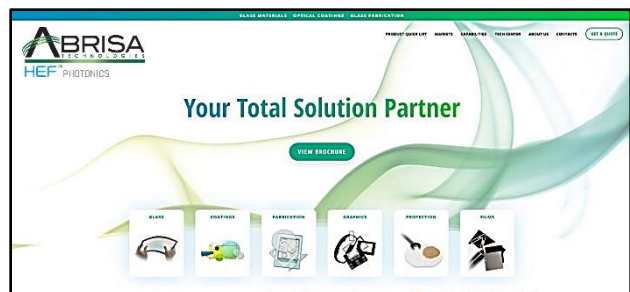 GLASS MATERIALS | OPTICAL COATINGS | GLASS FABRICATION
ABRISA
TECHNOLOGIES
HEF PHOTONICS
PRODUCT QUICK LIST MARKETS CAPABILITIES TECH CENTER ABOUT US CONTACTS GET A QUOTE
Your Total Solution Partner
VIEW BROCHURE
GLASS COATINGS FABRICATION GRAPHICS PROTECTION FILMS